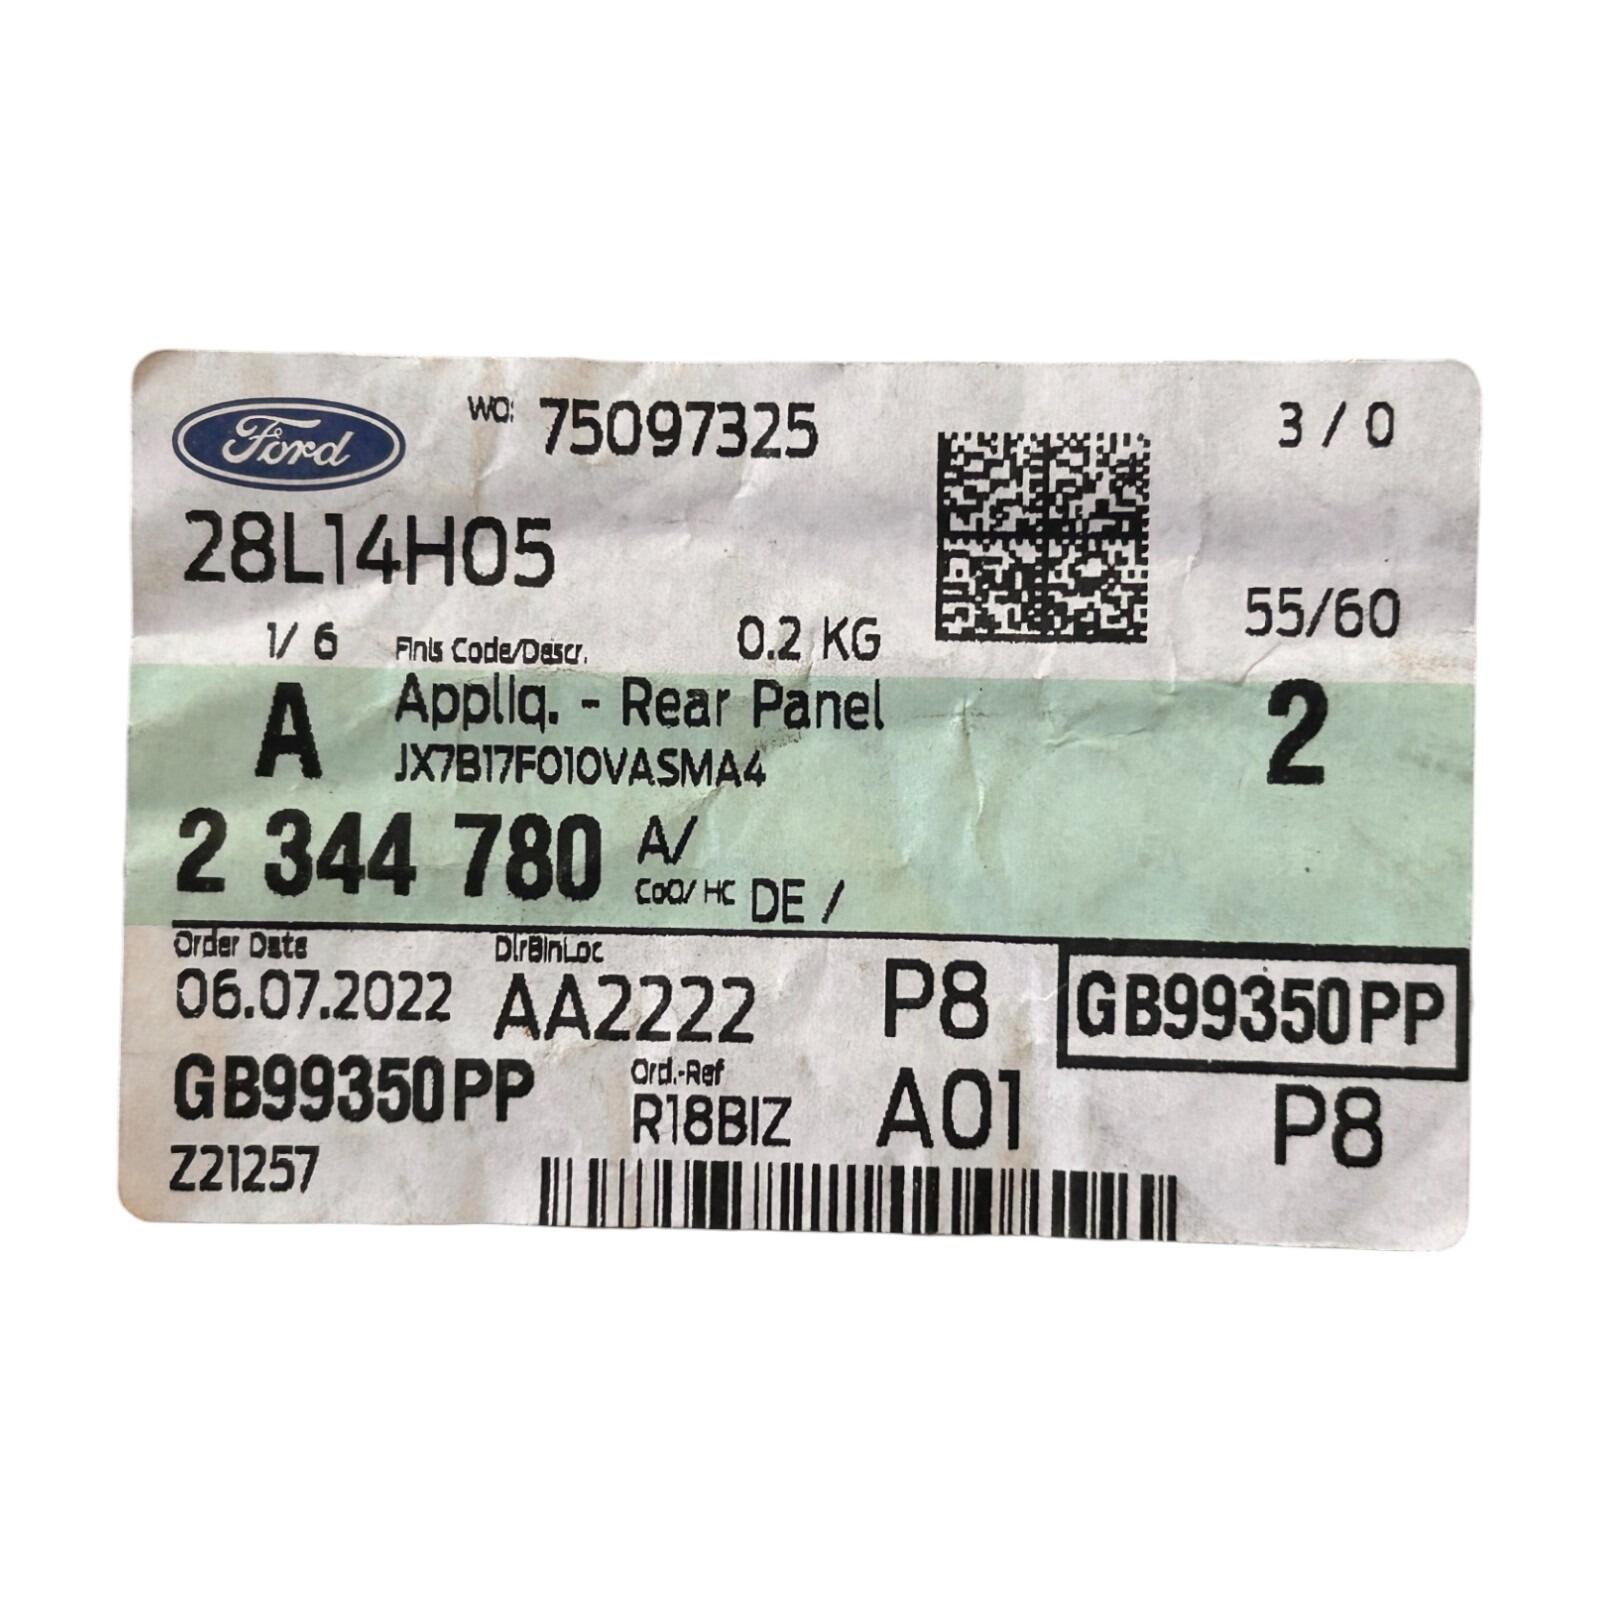 Ford
WO: 75097325
3 / 0
28L14H05
55/60
1/ 6 Finis Code/Descr. 0.2 KG
A Appliq. - Rear Panel 2
JX7B17F010VASMA4
2 344 780 A/
CoO/ HC DE /
Order Date DlrBinLoc
06.07.2022 AA2222 P8 GB99350PP
GB99350PP Ord.-Ref
R18BIZ A01 P8
Z21257